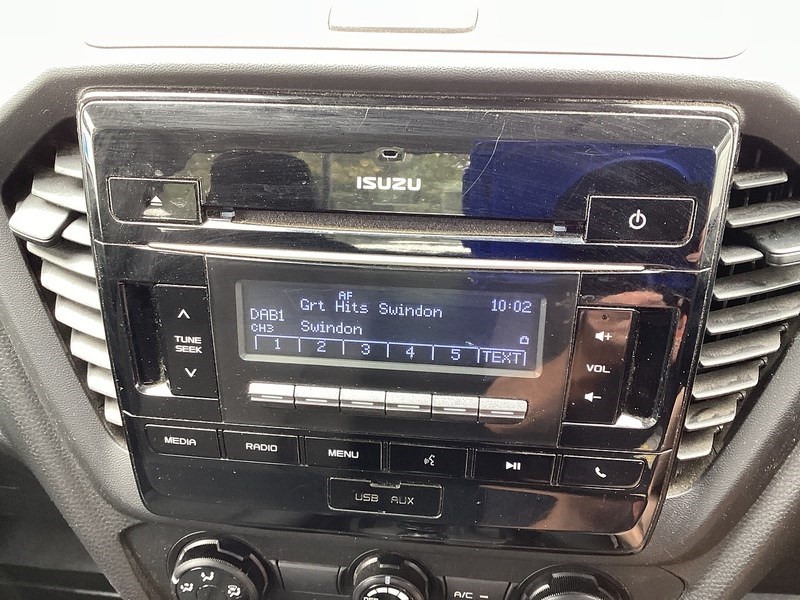 ISUZU
AF
Grt Hits Swindon 10:02
DAB1
CH3 Swindon
1 2 3 4 5 TEXT
TUNE
SEEK
VOL
MEDIA RADIO MENU
USB AUX
A/C